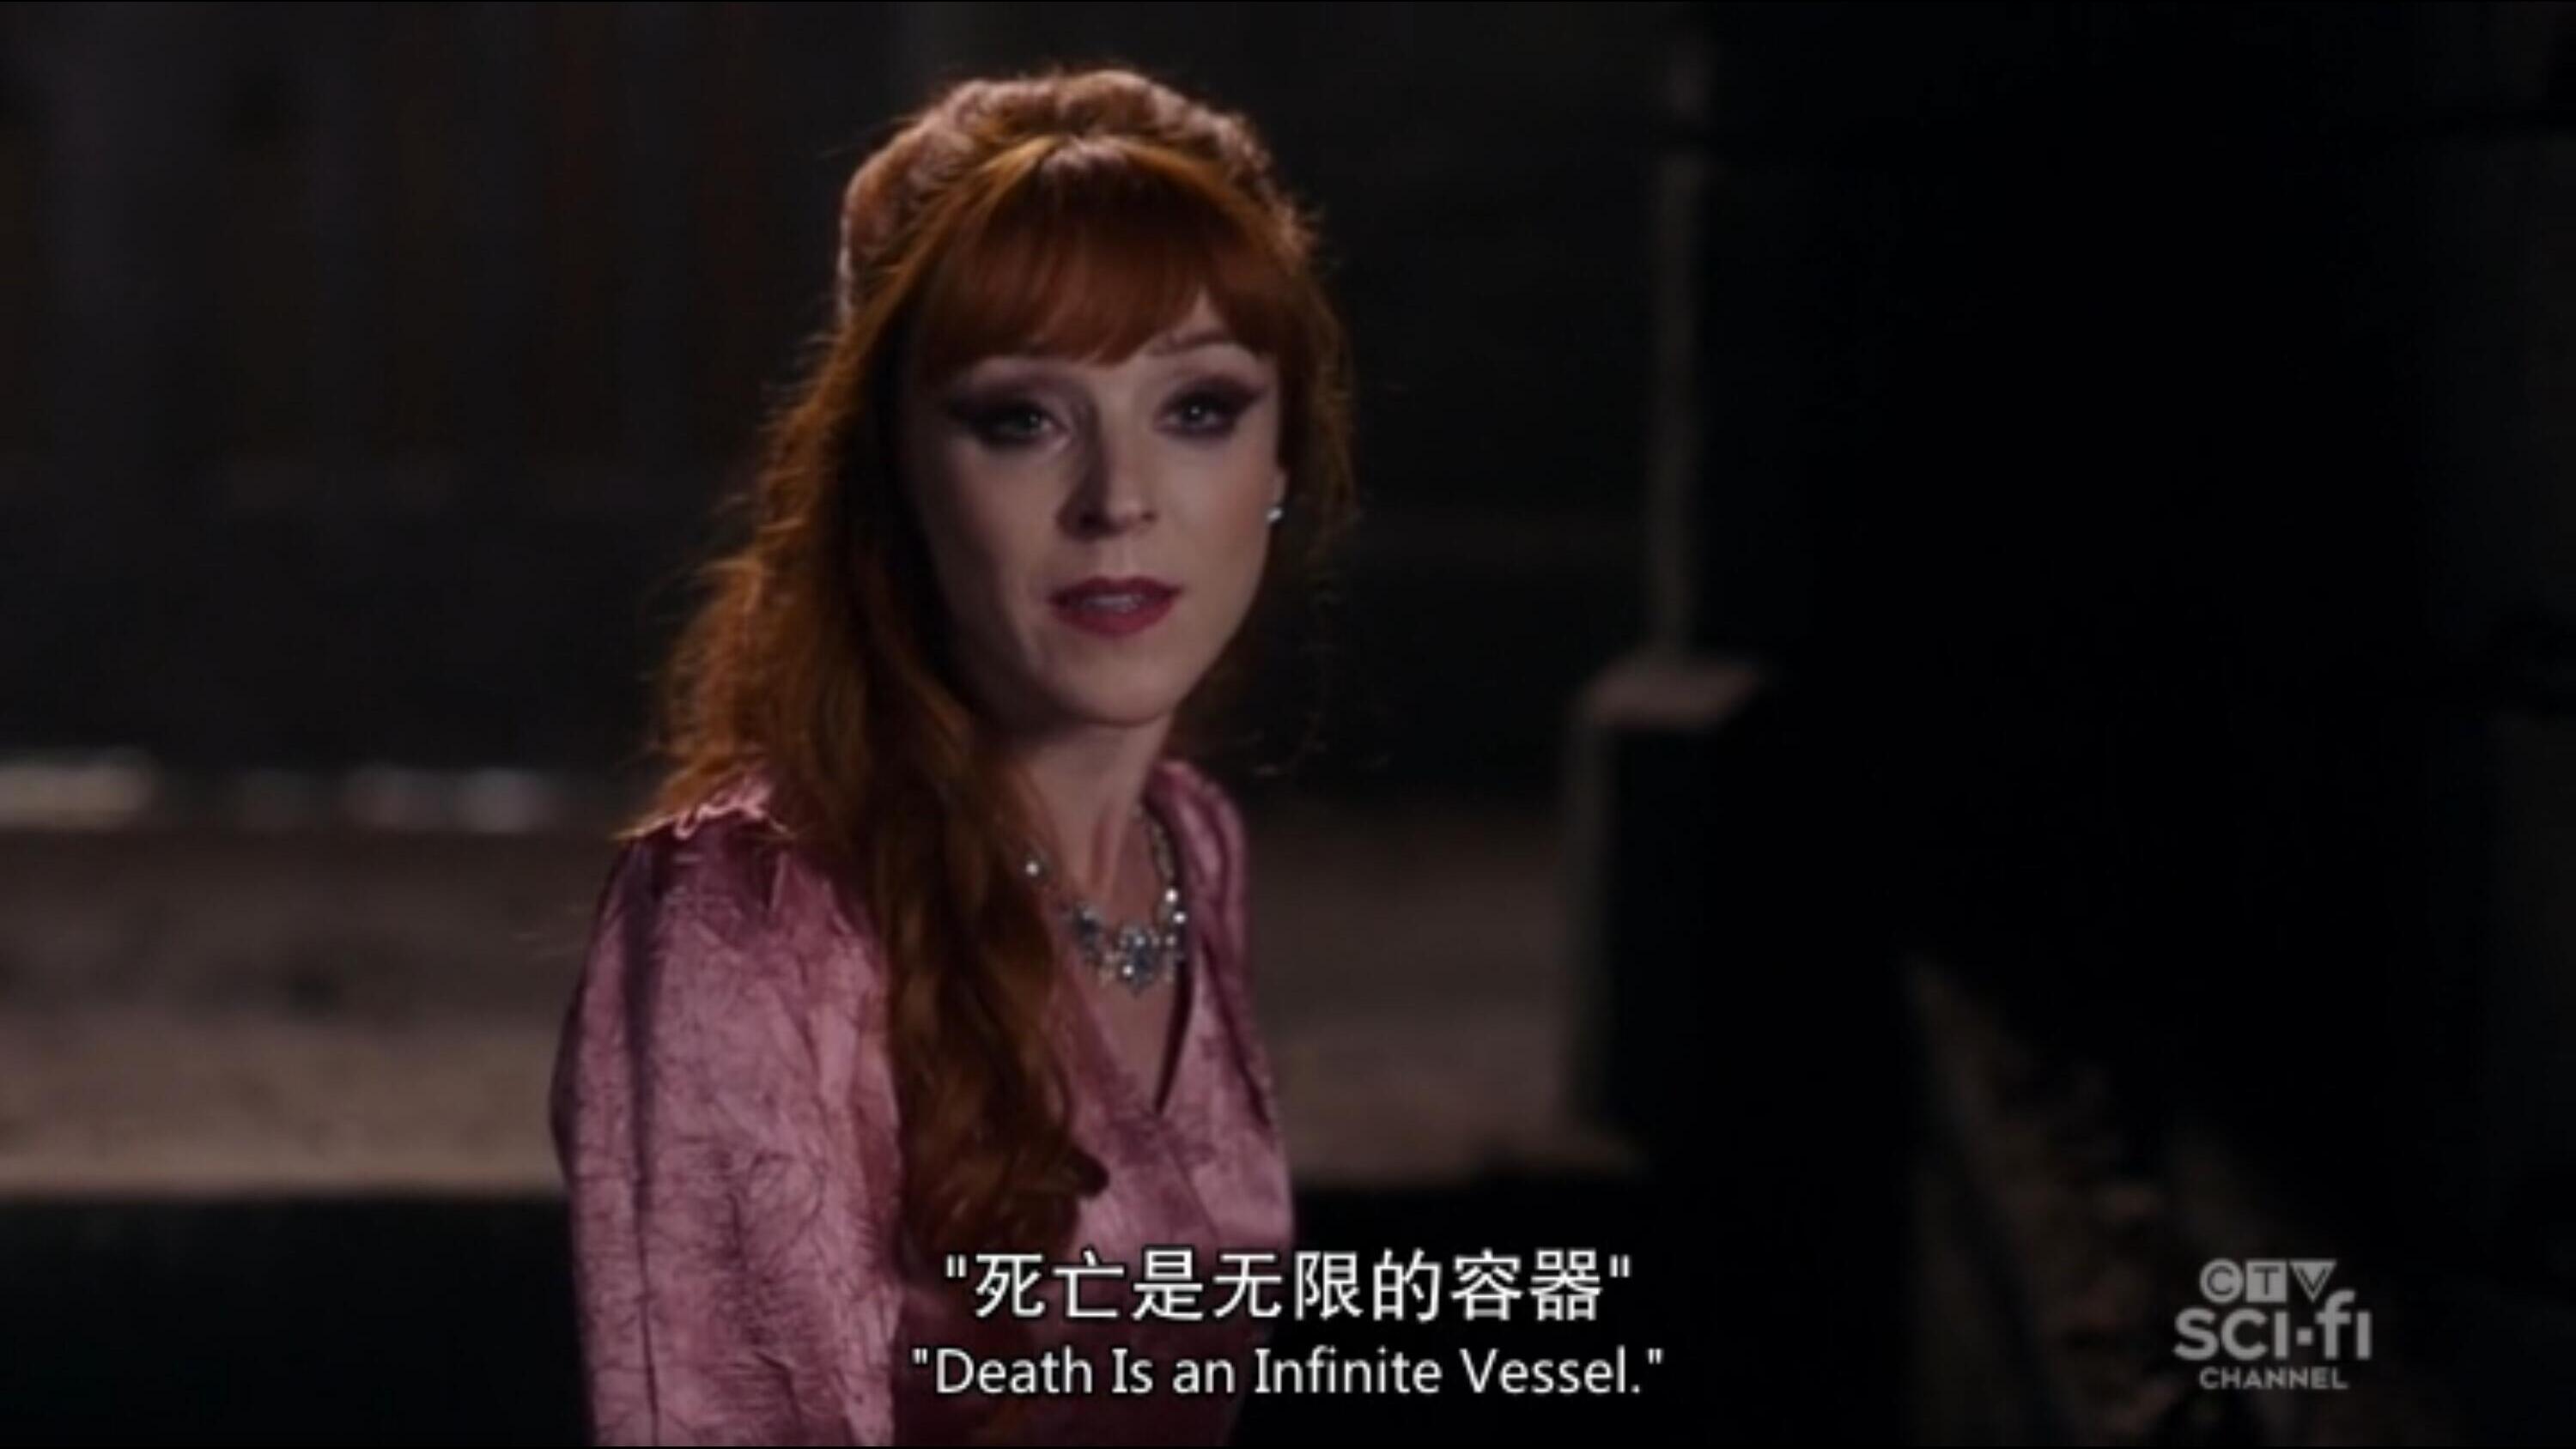 "死亡是无限的容器"
"Death Is an Infinite Vessel."
CTV
sci-fi
CHANNEL